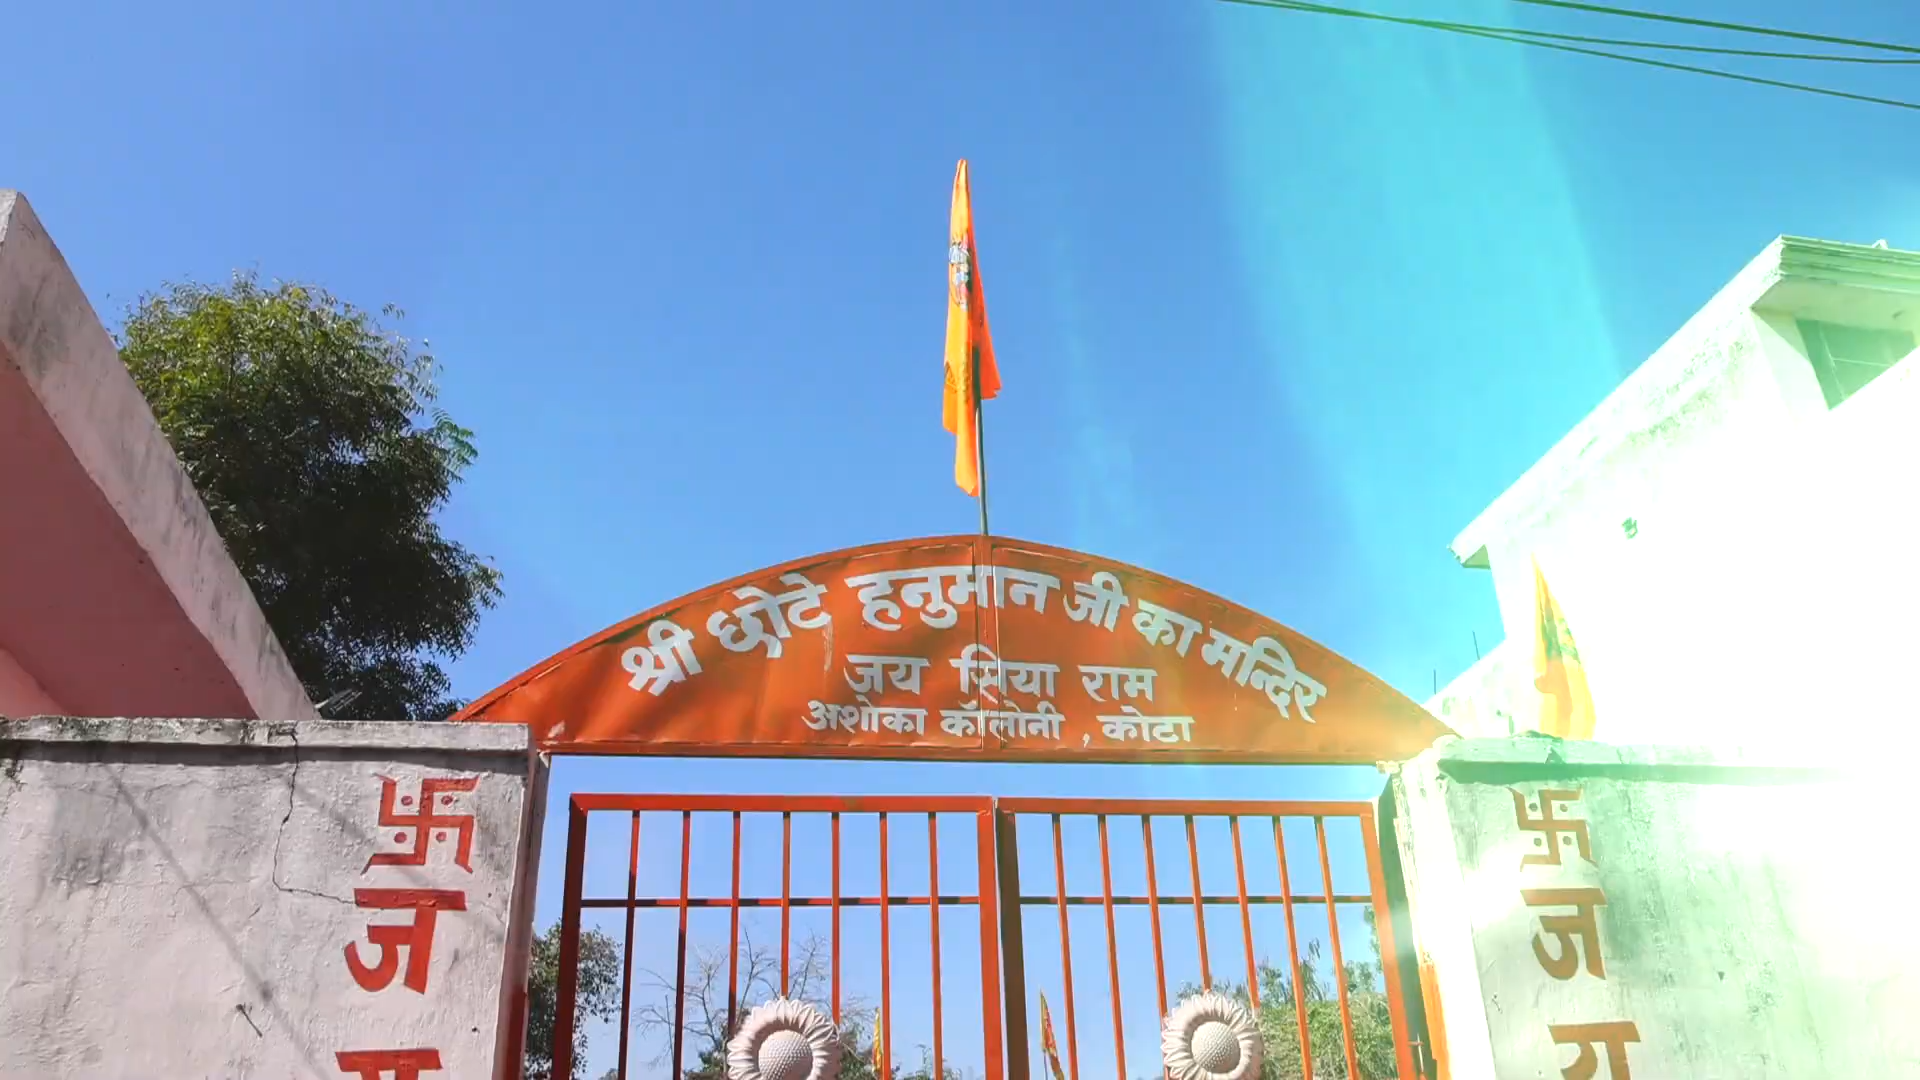 श्री छोटे हनुमान जी का मन्दिर
जय सिया राम
अशोका कॉलोनी , कोटा
ज
ज